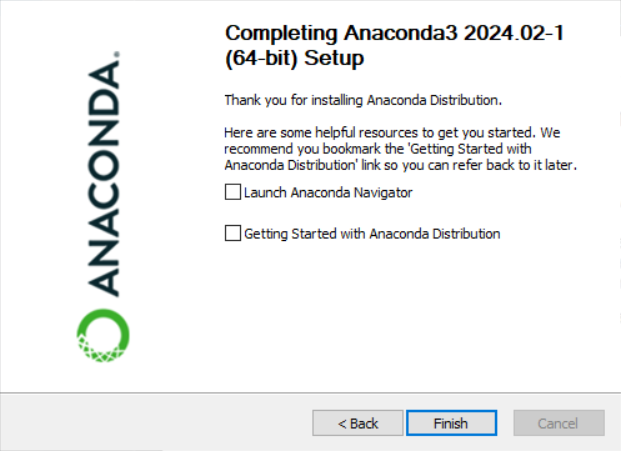 ANACONDA.
Completing Anaconda3 2024.02-1
(64-bit) Setup
Thank you for installing Anaconda Distribution.
Here are some helpful resources to get you started. We
recommend you bookmark the 'Getting Started with
Anaconda Distribution' link so you can refer back to it later.
Launch Anaconda Navigator
Getting Started with Anaconda Distribution
< Back
Finish
Cancel